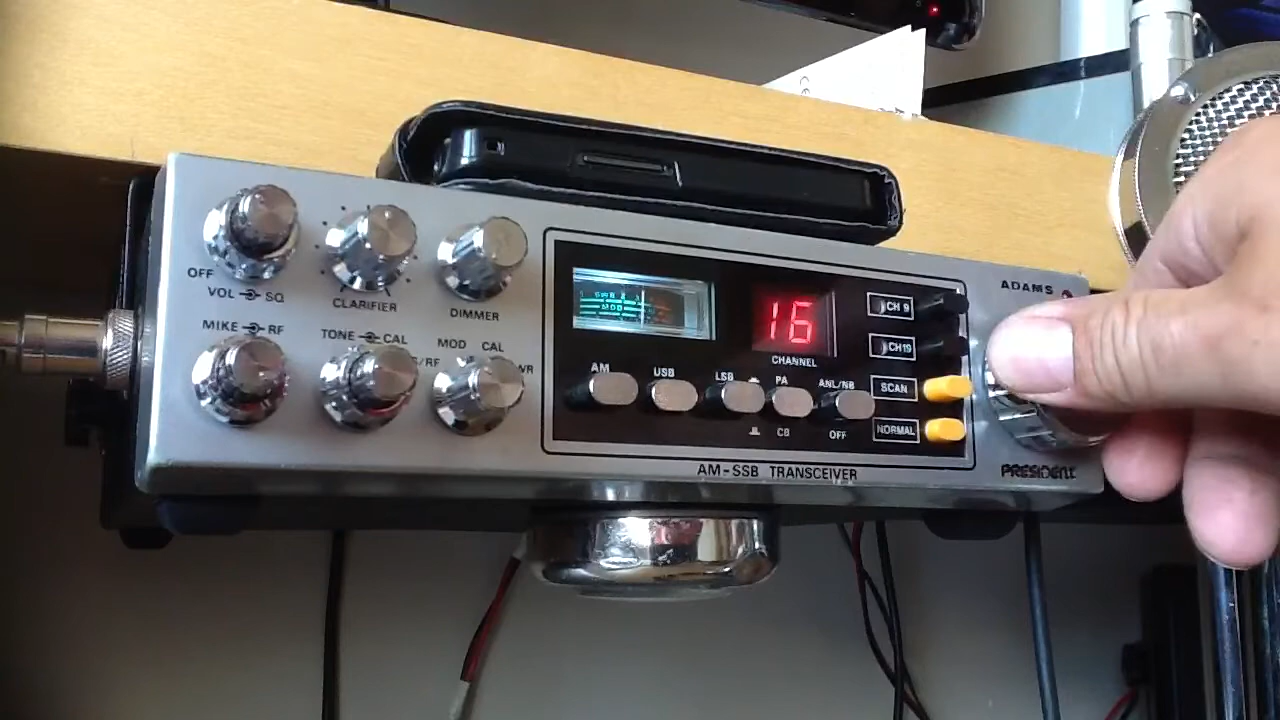 OFF
VOL SQ
CLARIFIER
DIMMER
MIKE RF
TONE CAL
MOD CAL
16
CHANNEL
CH 9
CH19
SCAN
NORMAL
AM
USB
LSB
PA
CB
ANL/NB
OFF
AM-SSB TRANSCEIVER
ADAMS
PRESIDENT